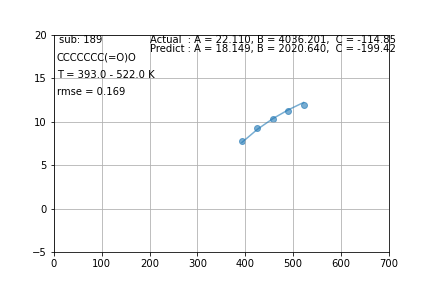 sub: 189
Actual : A = 22.110, B = 4036.201, C = -114.85
Predict : A = 18.149, B = 2020.640, C = -199.42
CCCCCCC(=O)O
T = 393.0 - 522.0 K
rmse = 0.169
20
15
10
5
0
−5
0 100 200 300 400 500 600 700